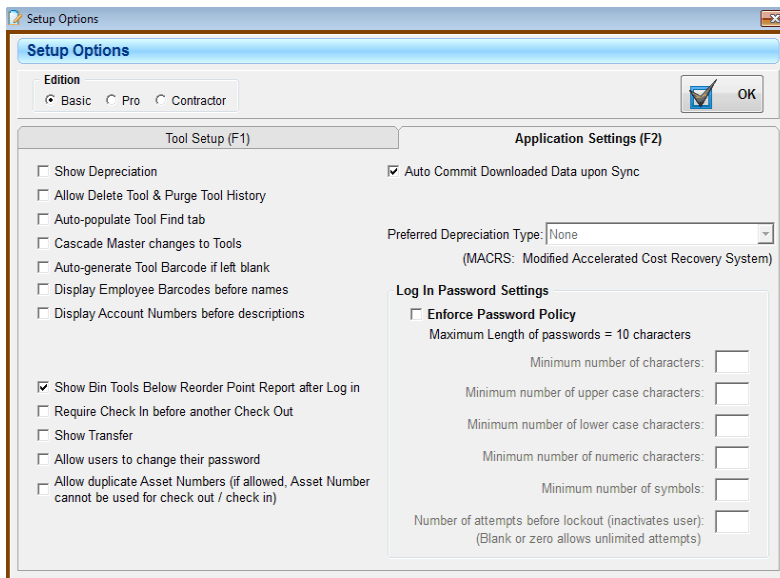 Setup Options
Setup Options
Edition
Basic Pro Contractor
OK
Tool Setup (F1)
Application Settings (F2)
Show Depreciation
Allow Delete Tool & Purge Tool History
Auto-populate Tool Find tab
Cascade Master changes to Tools
Auto-generate Tool Barcode if left blank
Display Employee Barcodes before names
Display Account Numbers before descriptions
Show Bin Tools Below Reorder Point Report after Log in
Require Check In before another Check Out
Show Transfer
Allow users to change their password
Allow duplicate Asset Numbers (if allowed, Asset Number
cannot be used for check out / check in)
Auto Commit Downloaded Data upon Sync
Preferred Depreciation Type: None
(MACRS: Modified Accelerated Cost Recovery System)
Log In Password Settings
Enforce Password Policy
Maximum Length of passwords = 10 characters
Minimum number of characters:
Minimum number of upper case characters:
Minimum number of lower case characters:
Minimum number of numeric characters:
Minimum number of symbols:
Number of attempts before lockout (inactivates user):
(Blank or zero allows unlimited attempts)